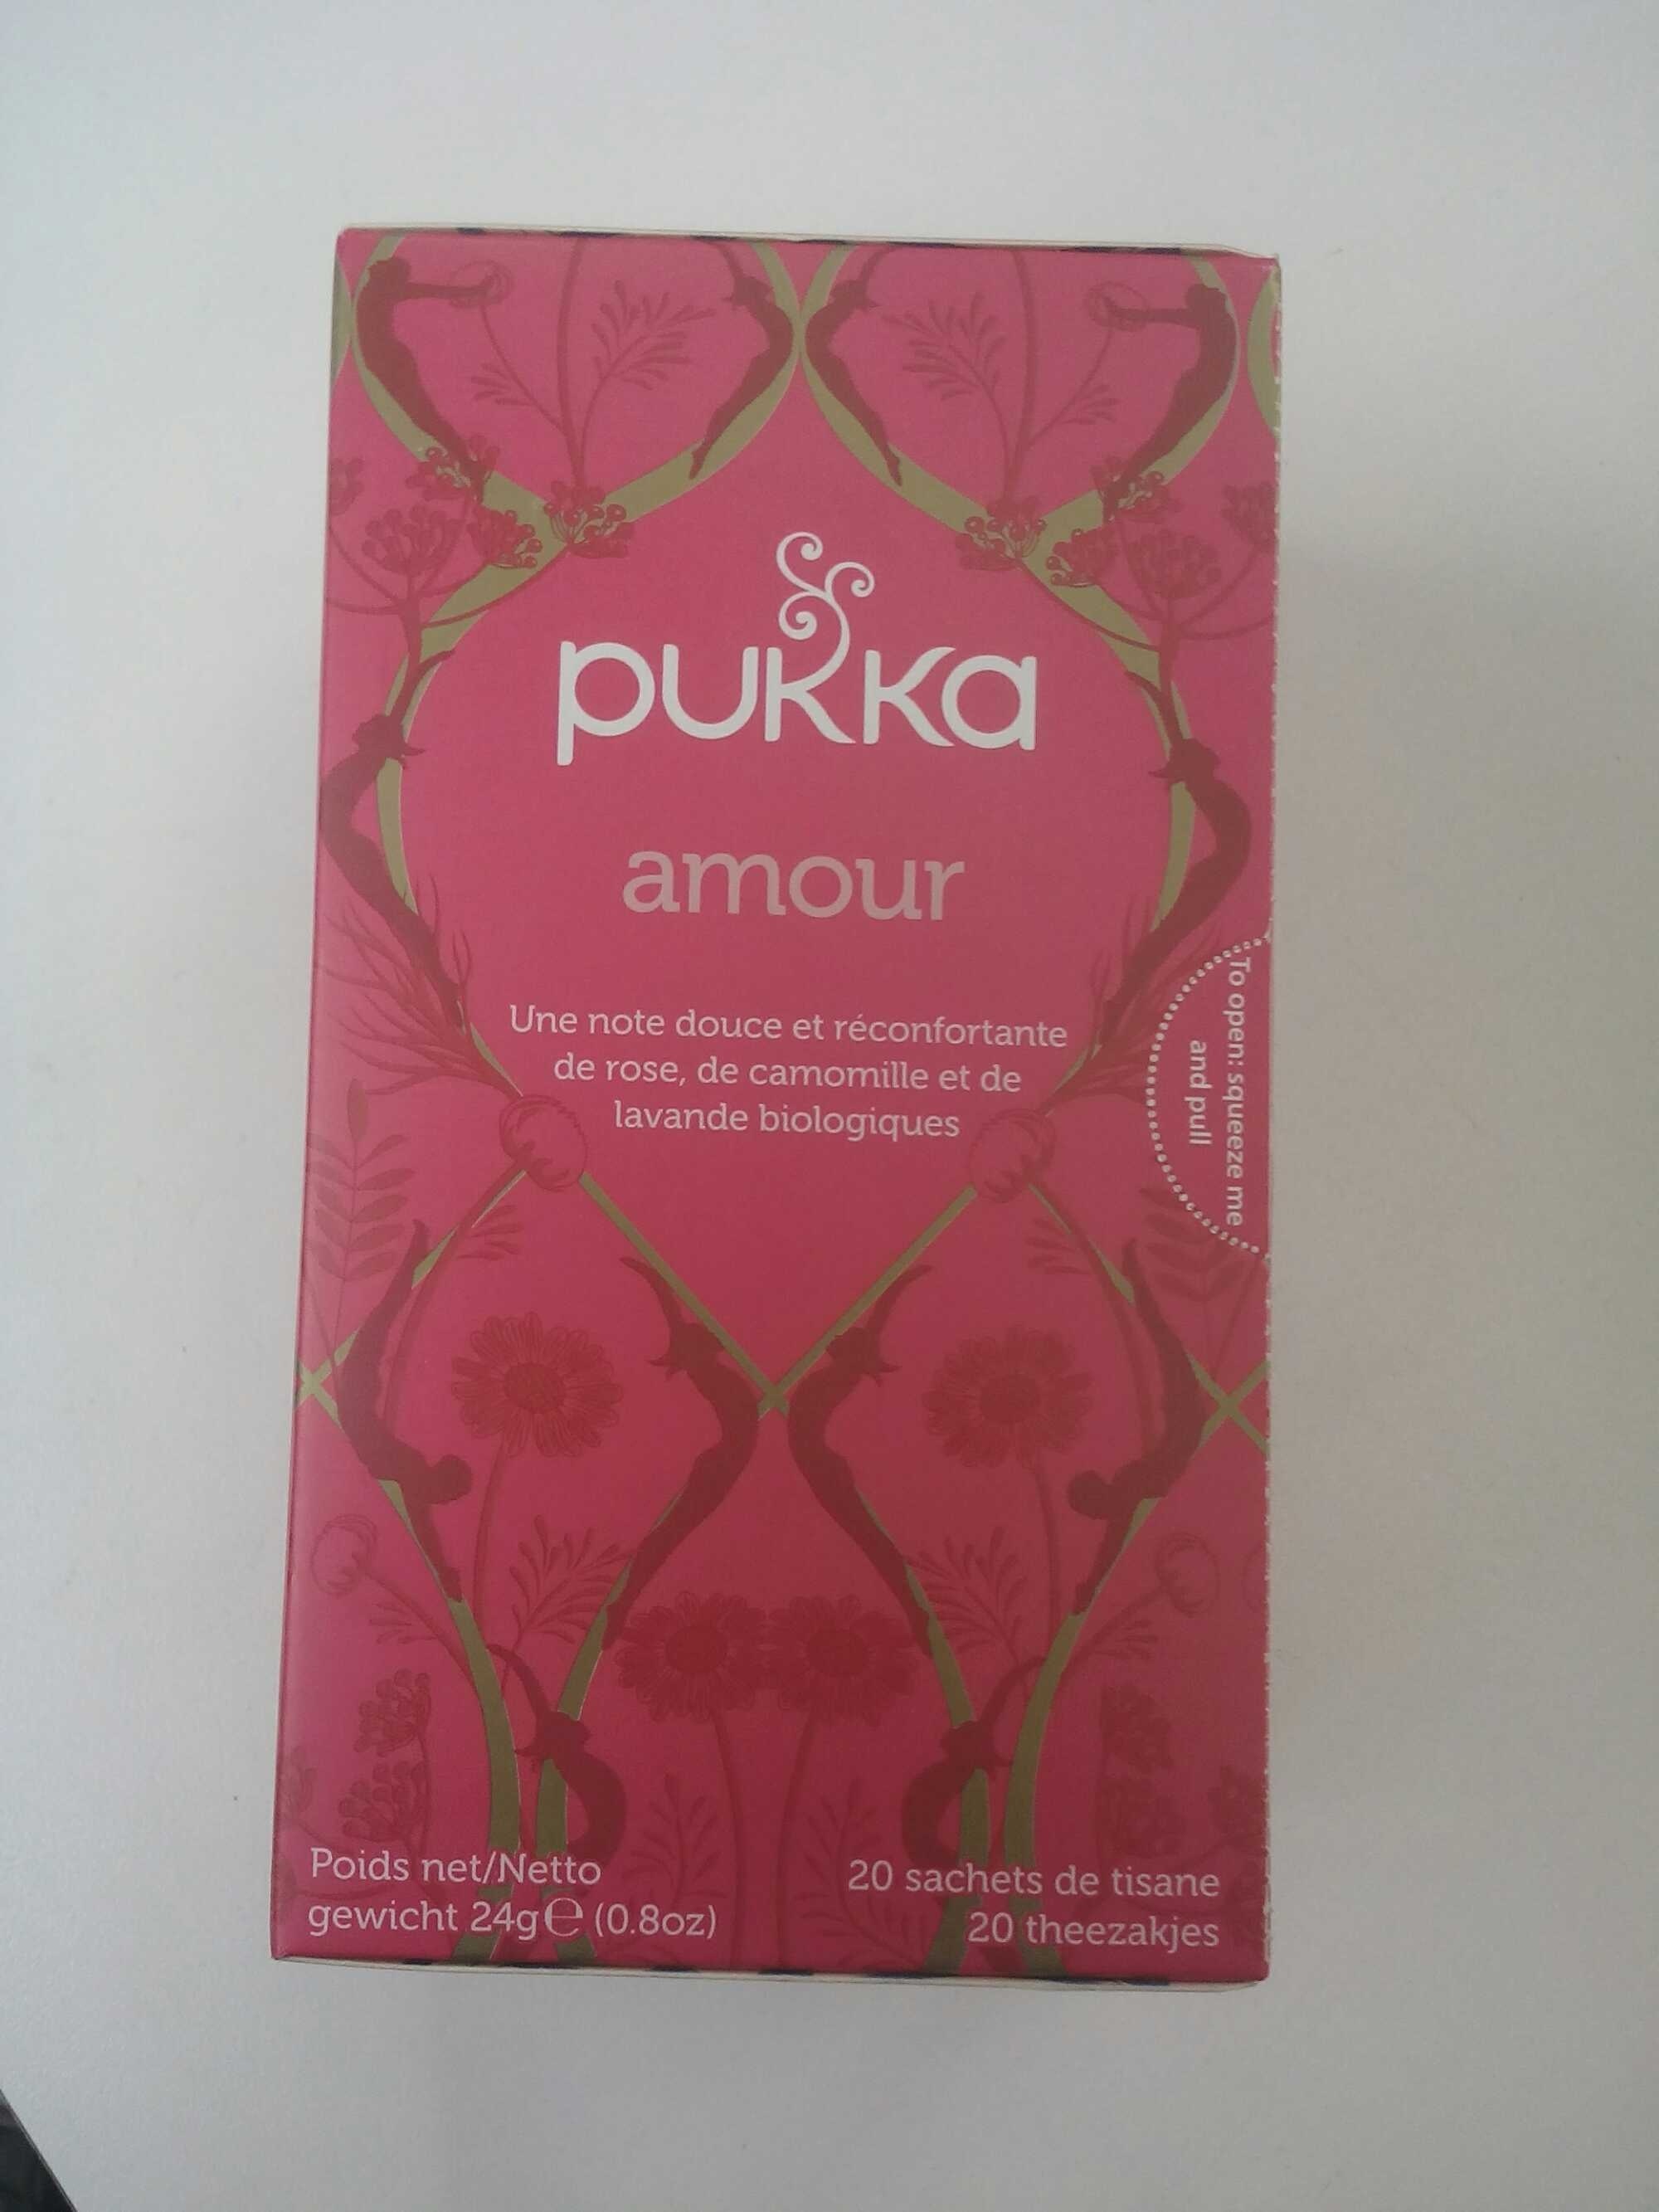 pukka
amour
Une note douce et réconfortante
de rose, de camomille et de
lavande biologiques
To open: squeeze me
and pull
Poids net/Netto
gewicht 24g℮ (0.8oz)
20 sachets de tisane
20 theezakjes